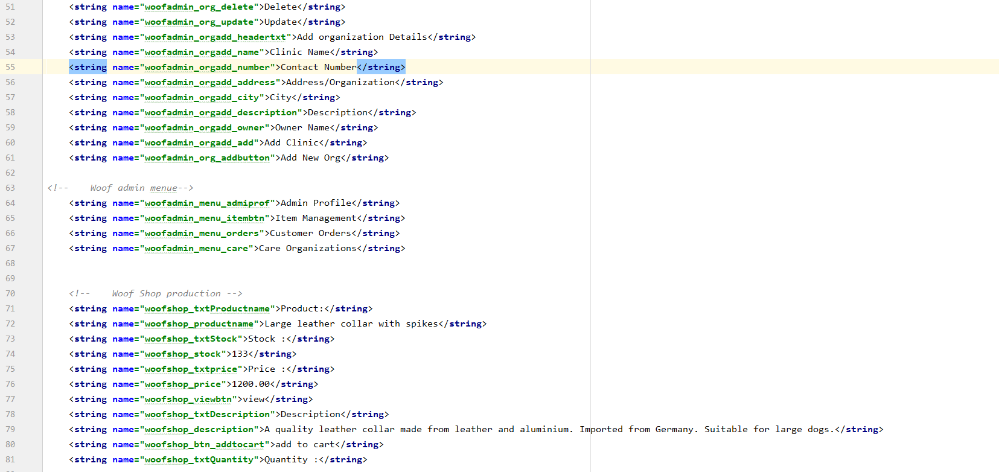 51 <string name="woofadmin_org_delete">Delete</string>
52 <string name="woofadmin_org_update">Update</string>
53 <string name="woofadmin_orgadd_headertxt">Add organization Details</string>
54 <string name="woofadmin_orgadd_name">Clinic Name</string>
55 <string name="woofadmin_orgadd_number">Contact Number</string>
56 <string name="woofadmin_orgadd_address">Address/Organization</string>
57 <string name="woofadmin_orgadd_city">City</string>
58 <string name="woofadmin_orgadd_description">Description</string>
59 <string name="woofadmin_orgadd_owner">Owner Name</string>
60 <string name="woofadmin_orgadd_add">Add Clinic</string>
61 <string name="woofadmin_org_addbutton">Add New Org</string>
62
63 <!--    Woof admin menue-->
64 <string name="woofadmin_menu_admiprof">Admin Profile</string>
65 <string name="woofadmin_menu_itembtn">Item Management</string>
66 <string name="woofadmin_menu_orders">Customer Orders</string>
67 <string name="woofadmin_menu_care">Care Organizations</string>
68
69
70 <!--    Woof Shop production -->
71 <string name="woofshop_txtProductname">Product:</string>
72 <string name="woofshop_productname">Large leather collar with spikes</string>
73 <string name="woofshop_txtStock">Stock :</string>
74 <string name="woofshop_stock">133</string>
75 <string name="woofshop_txtprice">Price :</string>
76 <string name="woofshop_price">1200.00</string>
77 <string name="woofshop_viewbtn">view</string>
78 <string name="woofshop_txtDescription">Description</string>
79 <string name="woofshop_description">A quality leather collar made from leather and aluminium. Imported from Germany. Suitable for large dogs.</string>
80 <string name="woofshop_btn_addtocart">add to cart</string>
81 <string name="woofshop_txtQuantity">Quantity :</string>